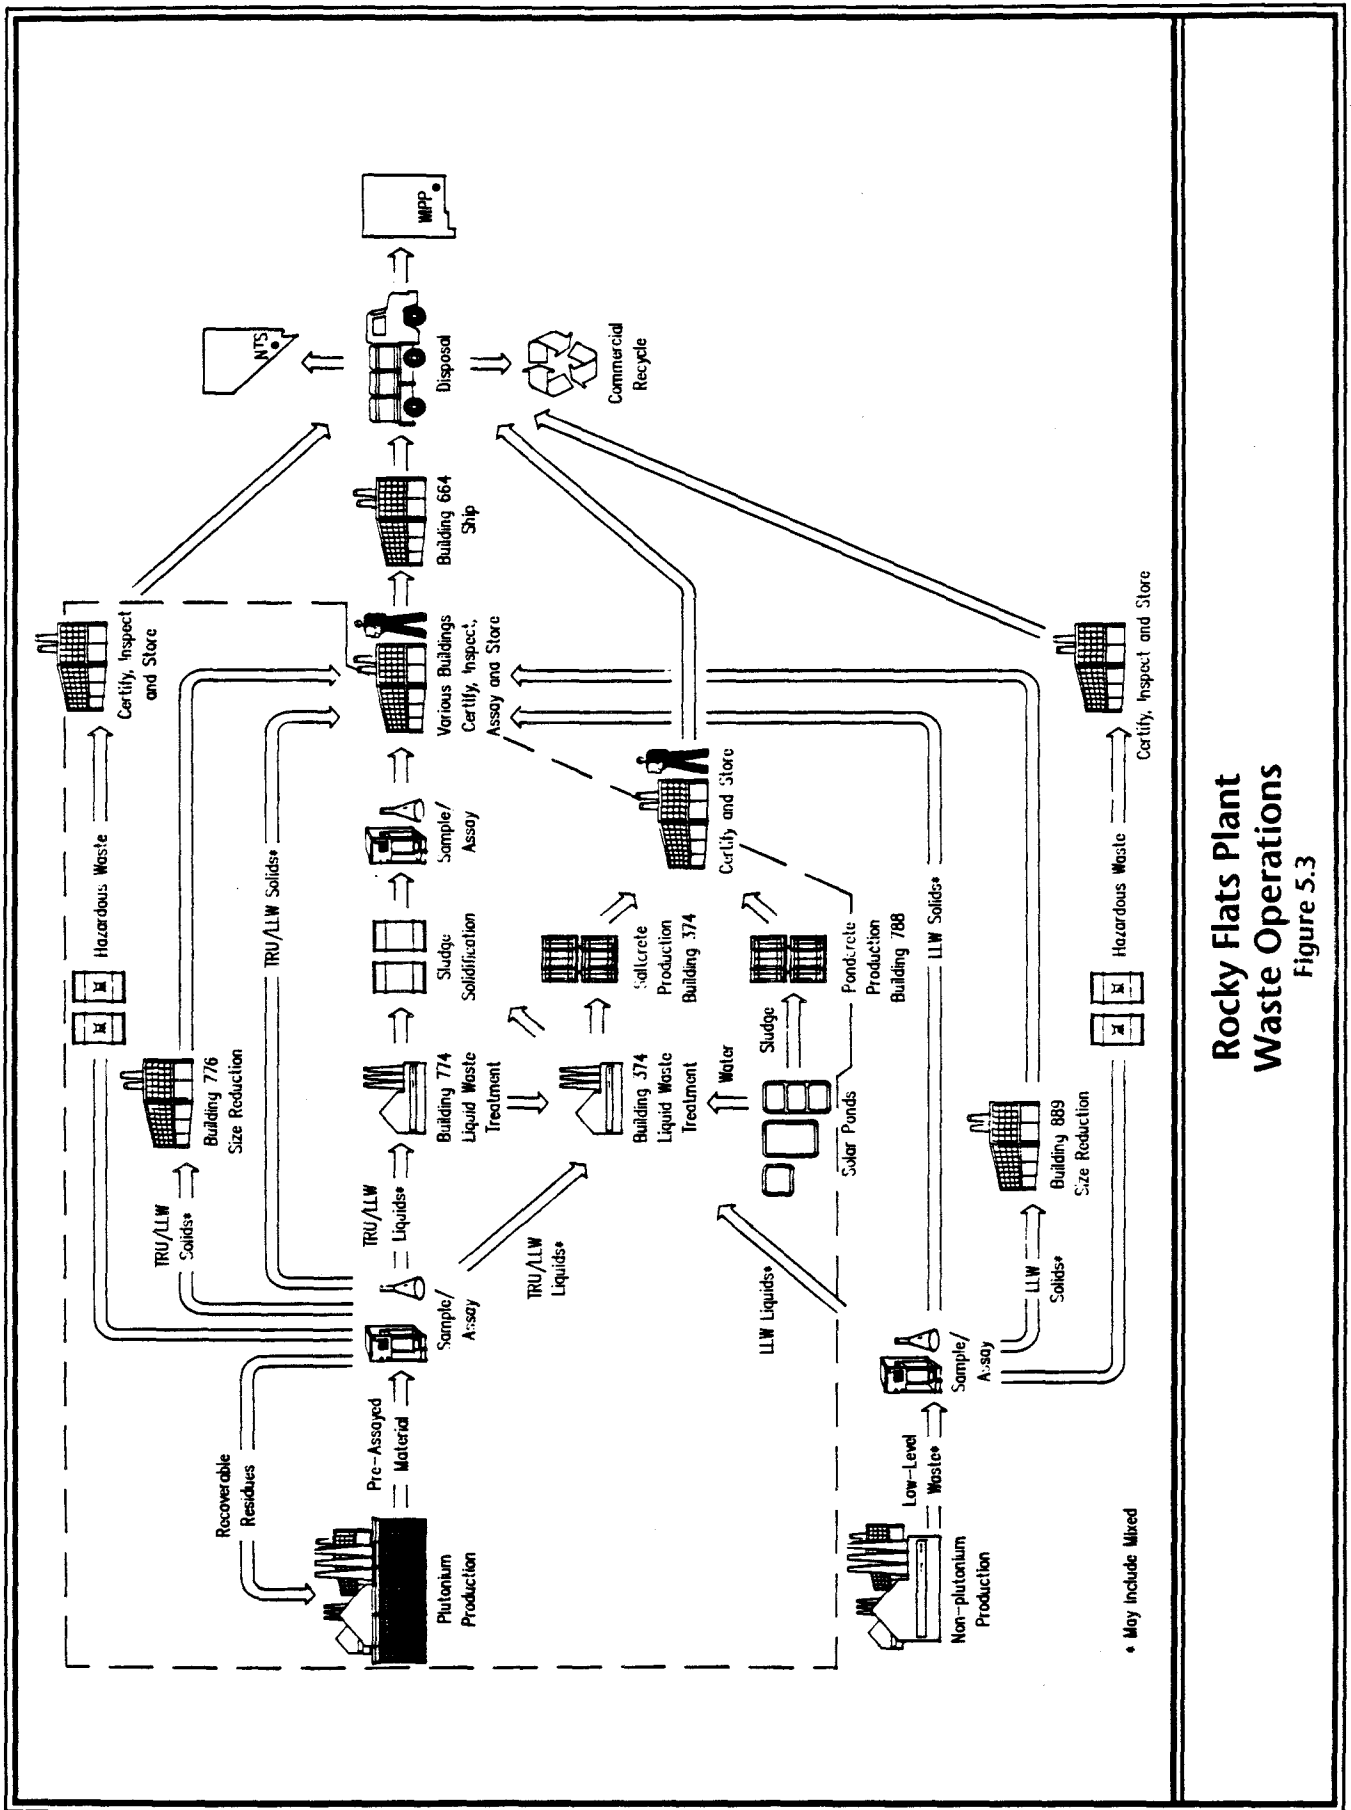 Recoverable
Residues
Plutonium
Production
Pre-Assayed
Material
Sample/
Assay
TRU/LLW
Solids*
Building 776
Size Reduction
TRU/LLW Solids*
Hazardous Waste
Certify, Inspect
and Store
TRU/LLW
Liquids*
Building 774
Liquid Waste
Treatment
Sludge
Solidification
Sample/
Assay
Various Buildings
Certify, Inspect,
Assay and Store
Building 664
Ship
Disposal
NTS
WIPP
Commercial
Recycle
TRU/LLW
Liquids*
Building 374
Liquid Waste
Treatment
Saltcrete
Production
Building 374
Water
Sludge
Solar Ponds
Pondcrete
Production
Building 788
Certify and Store
LLW Liquids*
Non-plutonium
Production
Low-Level
Waste*
Sample/
Assay
LLW Solids*
LLW
Solids*
Building 889
Size Reduction
Hazardous Waste
Certify, Inspect and Store
* May Include Mixed
Rocky Flats Plant
Waste Operations
Figure 5.3